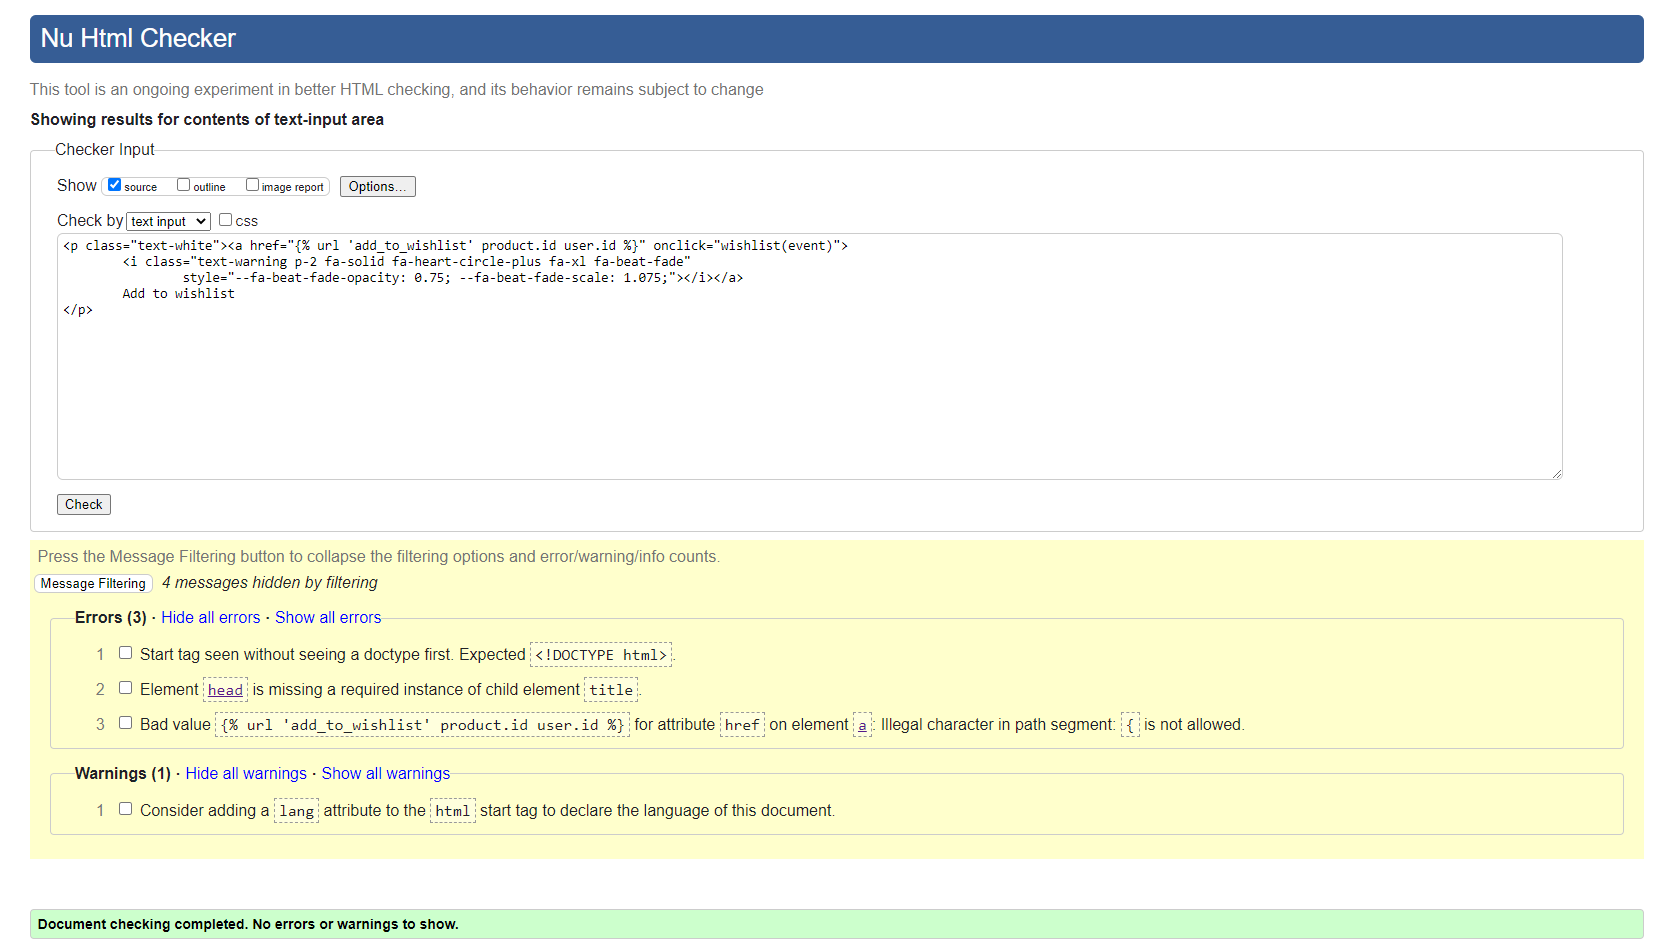 Nu Html Checker
This tool is an ongoing experiment in better HTML checking, and its behavior remains subject to change
Showing results for contents of text-input area
Checker Input
Show source outline image report Options...
Check by text input css
<p class="text-white"><a href="{% url 'add_to_wishlist' product.id user.id %}" onclick="wishlist(event)">
<i class="text-warning p-2 fa-solid fa-heart-circle-plus fa-xl fa-beat-fade"
style="--fa-beat-fade-opacity: 0.75; --fa-beat-fade-scale: 1.075;"></i></a>
Add to wishlist
</p>
Check
Press the Message Filtering button to collapse the filtering options and error/warning/info counts.
Message Filtering 4 messages hidden by filtering
Errors (3) · Hide all errors · Show all errors
1 Start tag seen without seeing a doctype first. Expected <!DOCTYPE html>.
2 Element head is missing a required instance of child element title.
3 Bad value {% url 'add_to_wishlist' product.id user.id %} for attribute href on element a: Illegal character in path segment: { is not allowed.
Warnings (1) · Hide all warnings · Show all warnings
1 Consider adding a lang attribute to the html start tag to declare the language of this document.
Document checking completed. No errors or warnings to show.